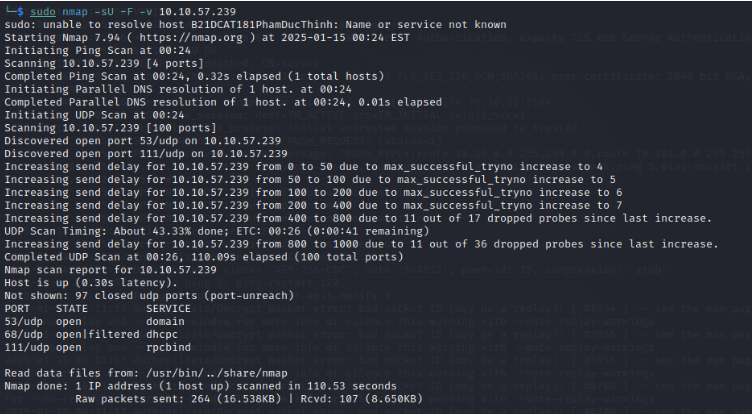 └─$ sudo nmap -sU -F -v 10.10.57.239
sudo: unable to resolve host B21DCAT181PhamDucThinh: Name or service not known
Starting Nmap 7.94 ( https://nmap.org ) at 2025-01-15 00:24 EST
Initiating Ping Scan at 00:24
Scanning 10.10.57.239 [4 ports]
Completed Ping Scan at 00:24, 0.32s elapsed (1 total hosts)
Initiating Parallel DNS resolution of 1 host. at 00:24
Completed Parallel DNS resolution of 1 host. at 00:24, 0.01s elapsed
Initiating UDP Scan at 00:24
Scanning 10.10.57.239 [100 ports]
Discovered open port 53/udp on 10.10.57.239
Discovered open port 111/udp on 10.10.57.239
Increasing send delay for 10.10.57.239 from 0 to 50 due to max_successful_tryno increase to 4
Increasing send delay for 10.10.57.239 from 50 to 100 due to max_successful_tryno increase to 5
Increasing send delay for 10.10.57.239 from 100 to 200 due to max_successful_tryno increase to 6
Increasing send delay for 10.10.57.239 from 200 to 400 due to max_successful_tryno increase to 7
Increasing send delay for 10.10.57.239 from 400 to 800 due to 11 out of 17 dropped probes since last increase.
UDP Scan Timing: About 43.33% done; ETC: 00:26 (0:00:41 remaining)
Increasing send delay for 10.10.57.239 from 800 to 1000 due to 11 out of 36 dropped probes since last increase.
Completed UDP Scan at 00:26, 110.09s elapsed (100 total ports)
Nmap scan report for 10.10.57.239
Host is up (0.30s latency).
Not shown: 97 closed udp ports (port-unreach)
PORT    STATE         SERVICE
53/udp  open          domain
68/udp  open|filtered dhcpc
111/udp open          rpcbind
Read data files from: /usr/bin/../share/nmap
Nmap done: 1 IP address (1 host up) scanned in 110.53 seconds
Raw packets sent: 264 (16.538KB) | Rcvd: 107 (8.650KB)